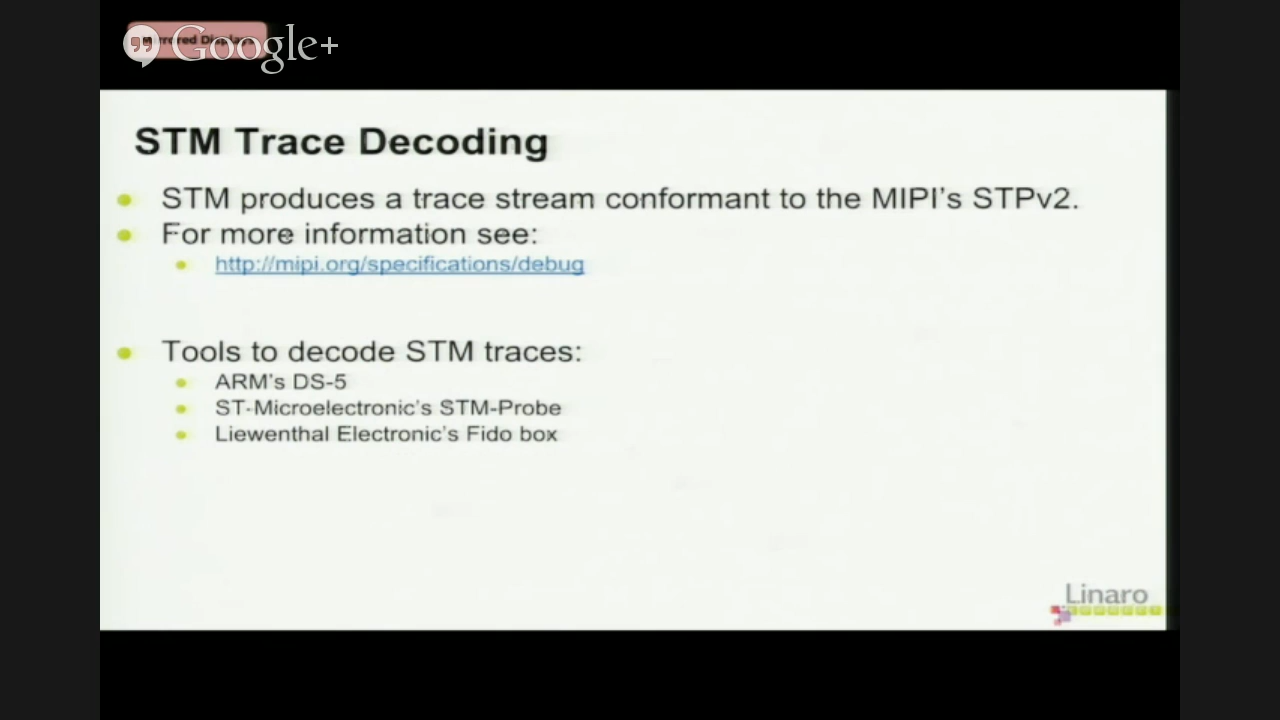 Mirrored Displays
Google+
STM Trace Decoding
STM produces a trace stream conformant to the MIPI's STPv2.
For more information see:
http://mipi.org/specifications/debug
Tools to decode STM traces:
ARM's DS-5
ST-Microelectronic's STM-Probe
Liewenthal Electronic's Fido box
Linaro